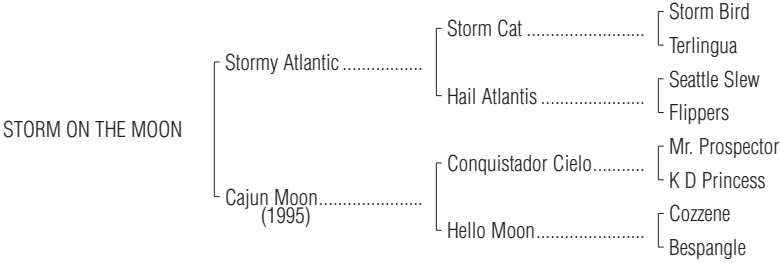 Storm Bird
Storm Cat ........................
Terlingua
Stormy Atlantic .................
Seattle Slew
Hail Atlantis ......................
Flippers
STORM ON THE MOON
Mr. Prospector
Conquistador Cielo...........
K D Princess
Cajun Moon......................
(1995)
Cozzene
Hello Moon.......................
Bespangle